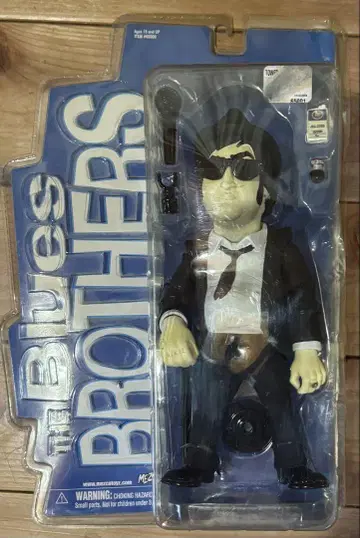 Ages 15 and UP
THE Blues
BROTHERS
www.mezcotoys.com
WARNING: CHOKING HAZARD
Small parts. Not for children under 3